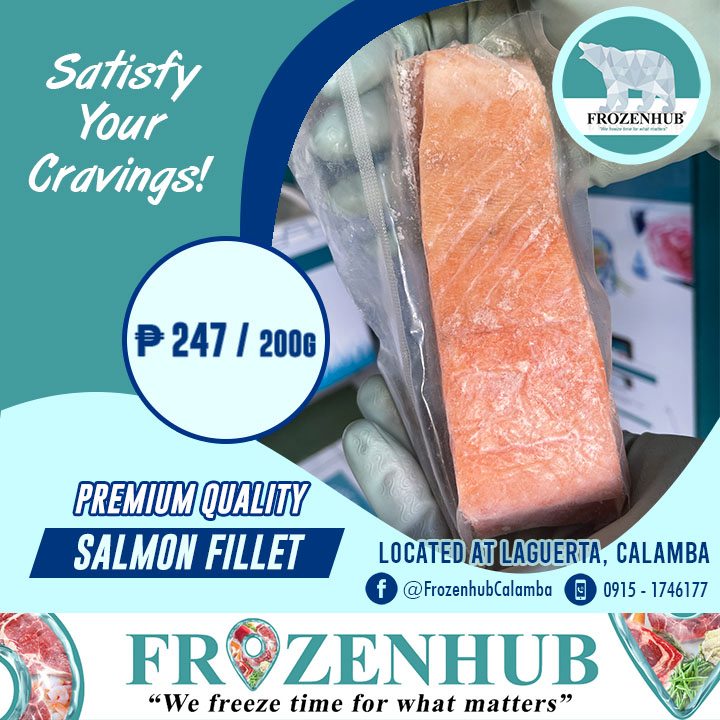 Satisfy
Your
Cravings!
FROZENHUB
"We freeze time for what matters"
₱ 247 / 200G
PREMIUM QUALITY
SALMON FILLET
LOCATED AT LAGUERTA, CALAMBA
@FrozenhubCalamba 0915 - 1746177
FROZENHUB
"We freeze time for what matters"